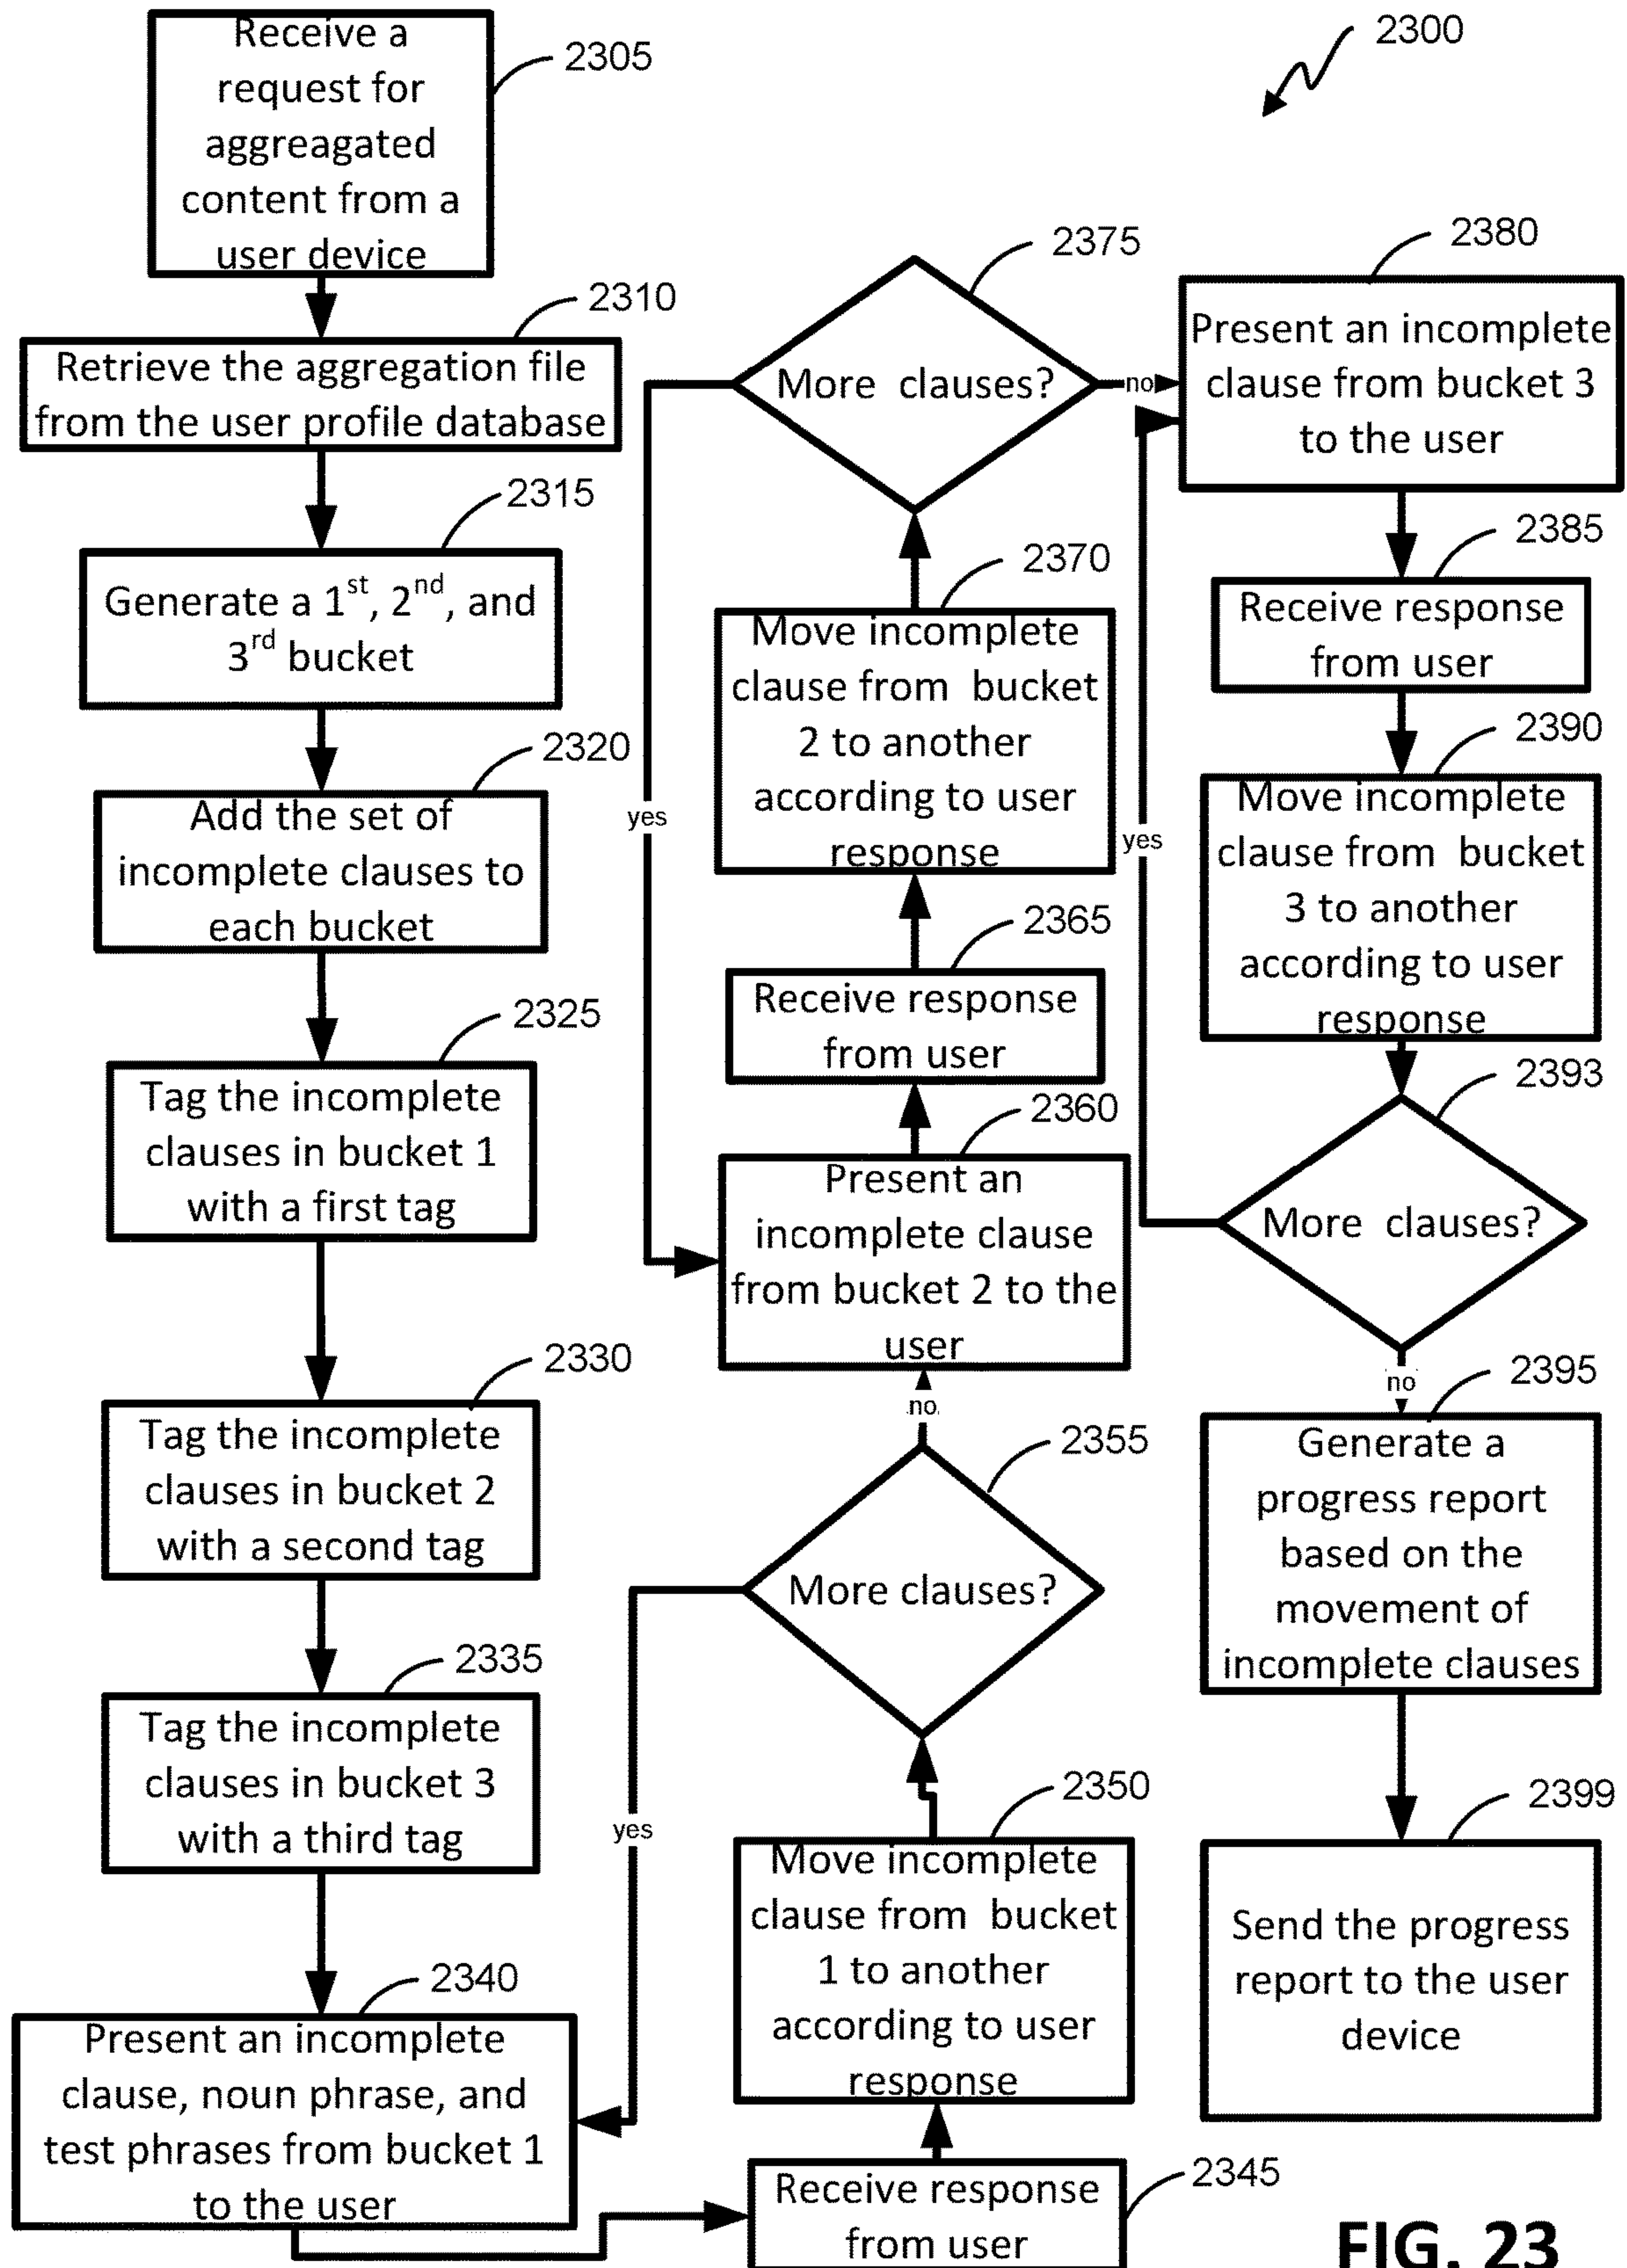 2300
Receive a
request for
aggreagated
content from a
user device
2305
Retrieve the aggregation file
from the user profile database
2310
Generate a 1st, 2nd, and
3rd bucket
2315
Add the set of
incomplete clauses to
each bucket
2320
Tag the incomplete
clauses in bucket 1
with a first tag
2325
Tag the incomplete
clauses in bucket 2
with a second tag
2330
Tag the incomplete
clauses in bucket 3
with a third tag
2335
Present an incomplete
clause, noun phrase, and
test phrases from bucket 1
to the user
2340
Receive response
from user
2345
Move incomplete
clause from bucket
1 to another
according to user
response
2350
More clauses?
2355
yes
no
Present an
incomplete clause
from bucket 2 to the
user
2360
Receive response
from user
2365
Move incomplete
clause from bucket
2 to another
according to user
response
2370
More clauses?
2375
yes
no
Present an incomplete
clause from bucket 3
to the user
2380
Receive response
from user
2385
Move incomplete
clause from bucket
3 to another
according to user
response
2390
More clauses?
2393
yes
no
Generate a
progress report
based on the
movement of
incomplete clauses
2395
Send the progress
report to the user
device
2399
FIG. 23